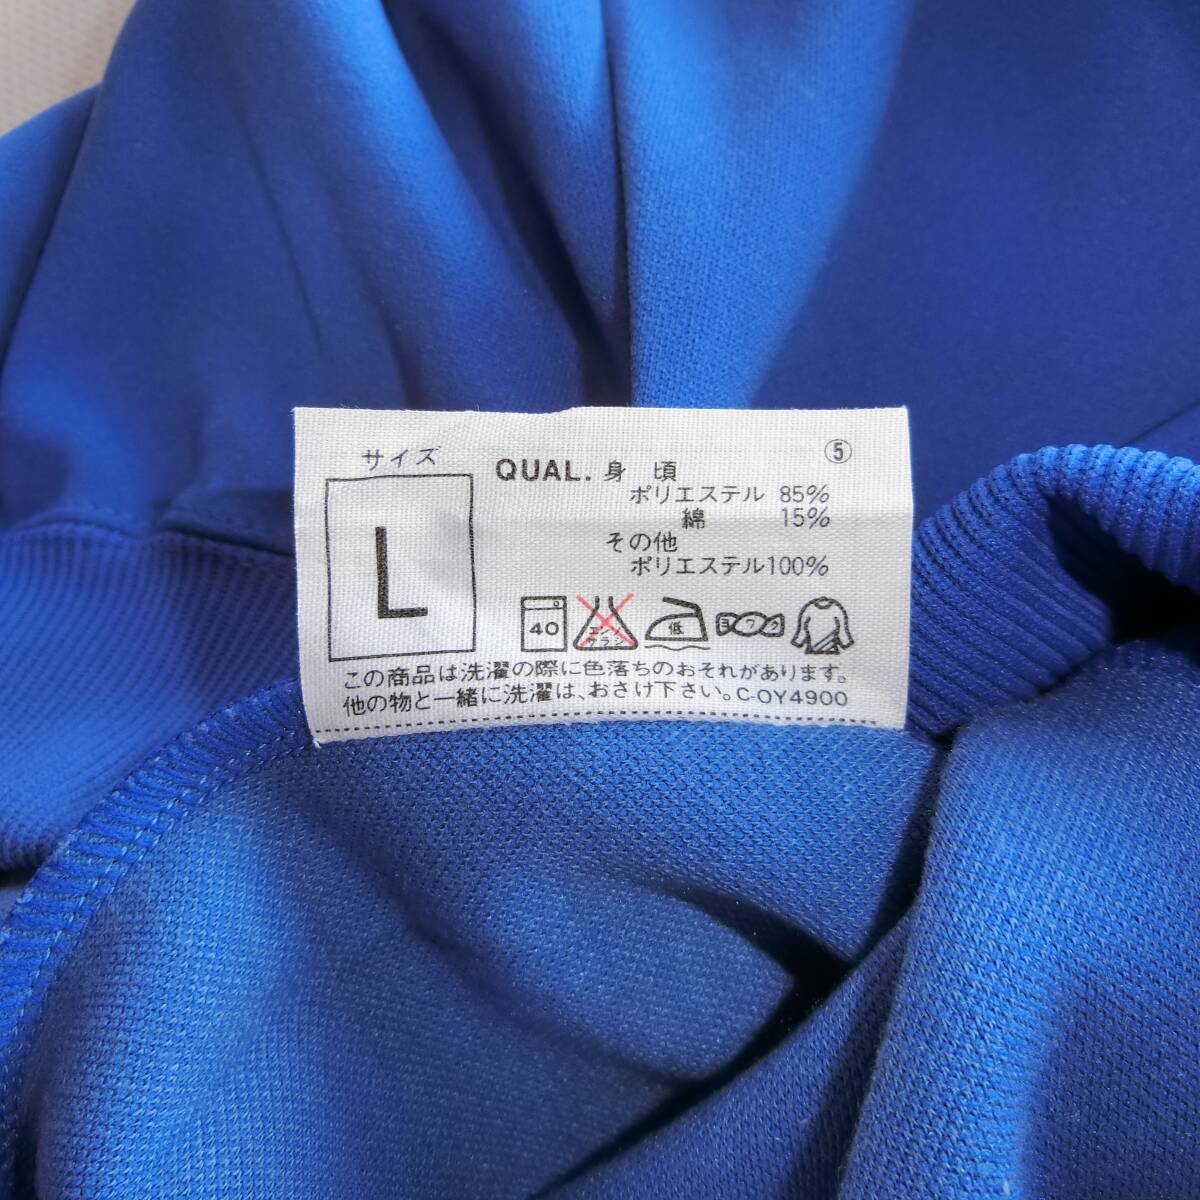 サイズ
L
QUAL. 身 頃
⑤
ポリエステル 85%
綿 15%
その他
ポリエステル100%
40
エンソ
サラシ
低
ヨワク
この商品は洗濯の際に色落ちのおそれがあります。
他の物と一緒に洗濯は、おさけ下さい。C-OY4900